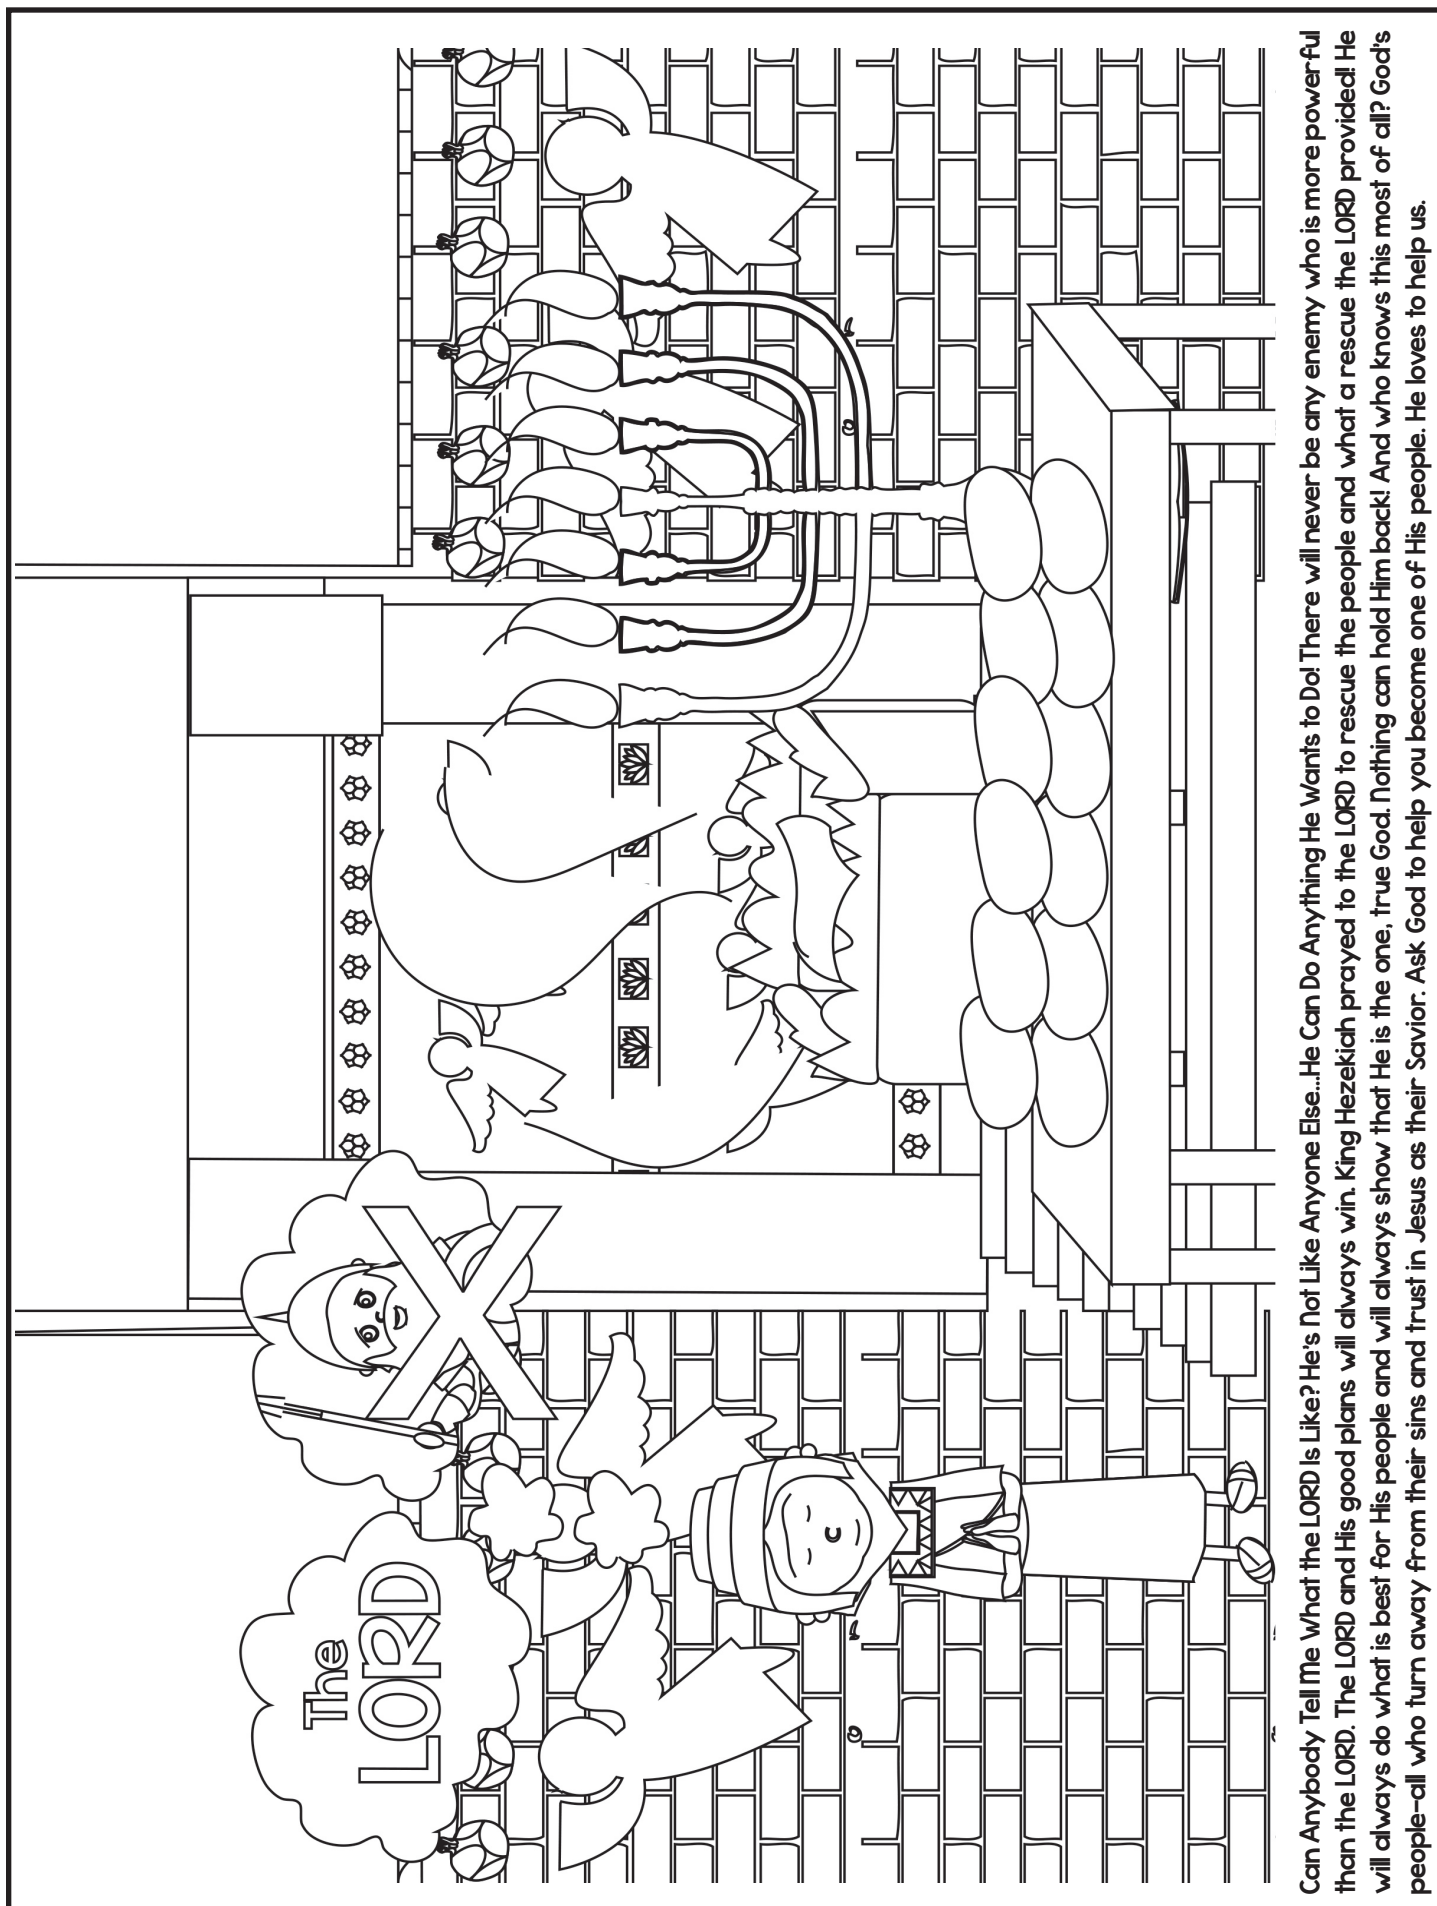 The
LORD
Can Anybody Tell Me What the LORD Is Like? He's Not Like Anyone Else...He Can Do Anything He Wants to Do! There will never be any enemy who is more powerful
than the LORD. The LORD and His good plans will always win. King Hezekiah prayed to the LORD to rescue the people and what a rescue the LORD provided! He
will always do what is best for His people and will always show that He is the one, true God. Nothing can hold Him back! And who knows this most of all? God's
people-all who turn away from their sins and trust in Jesus as their Savior. Ask God to help you become one of His people. He loves to help us.